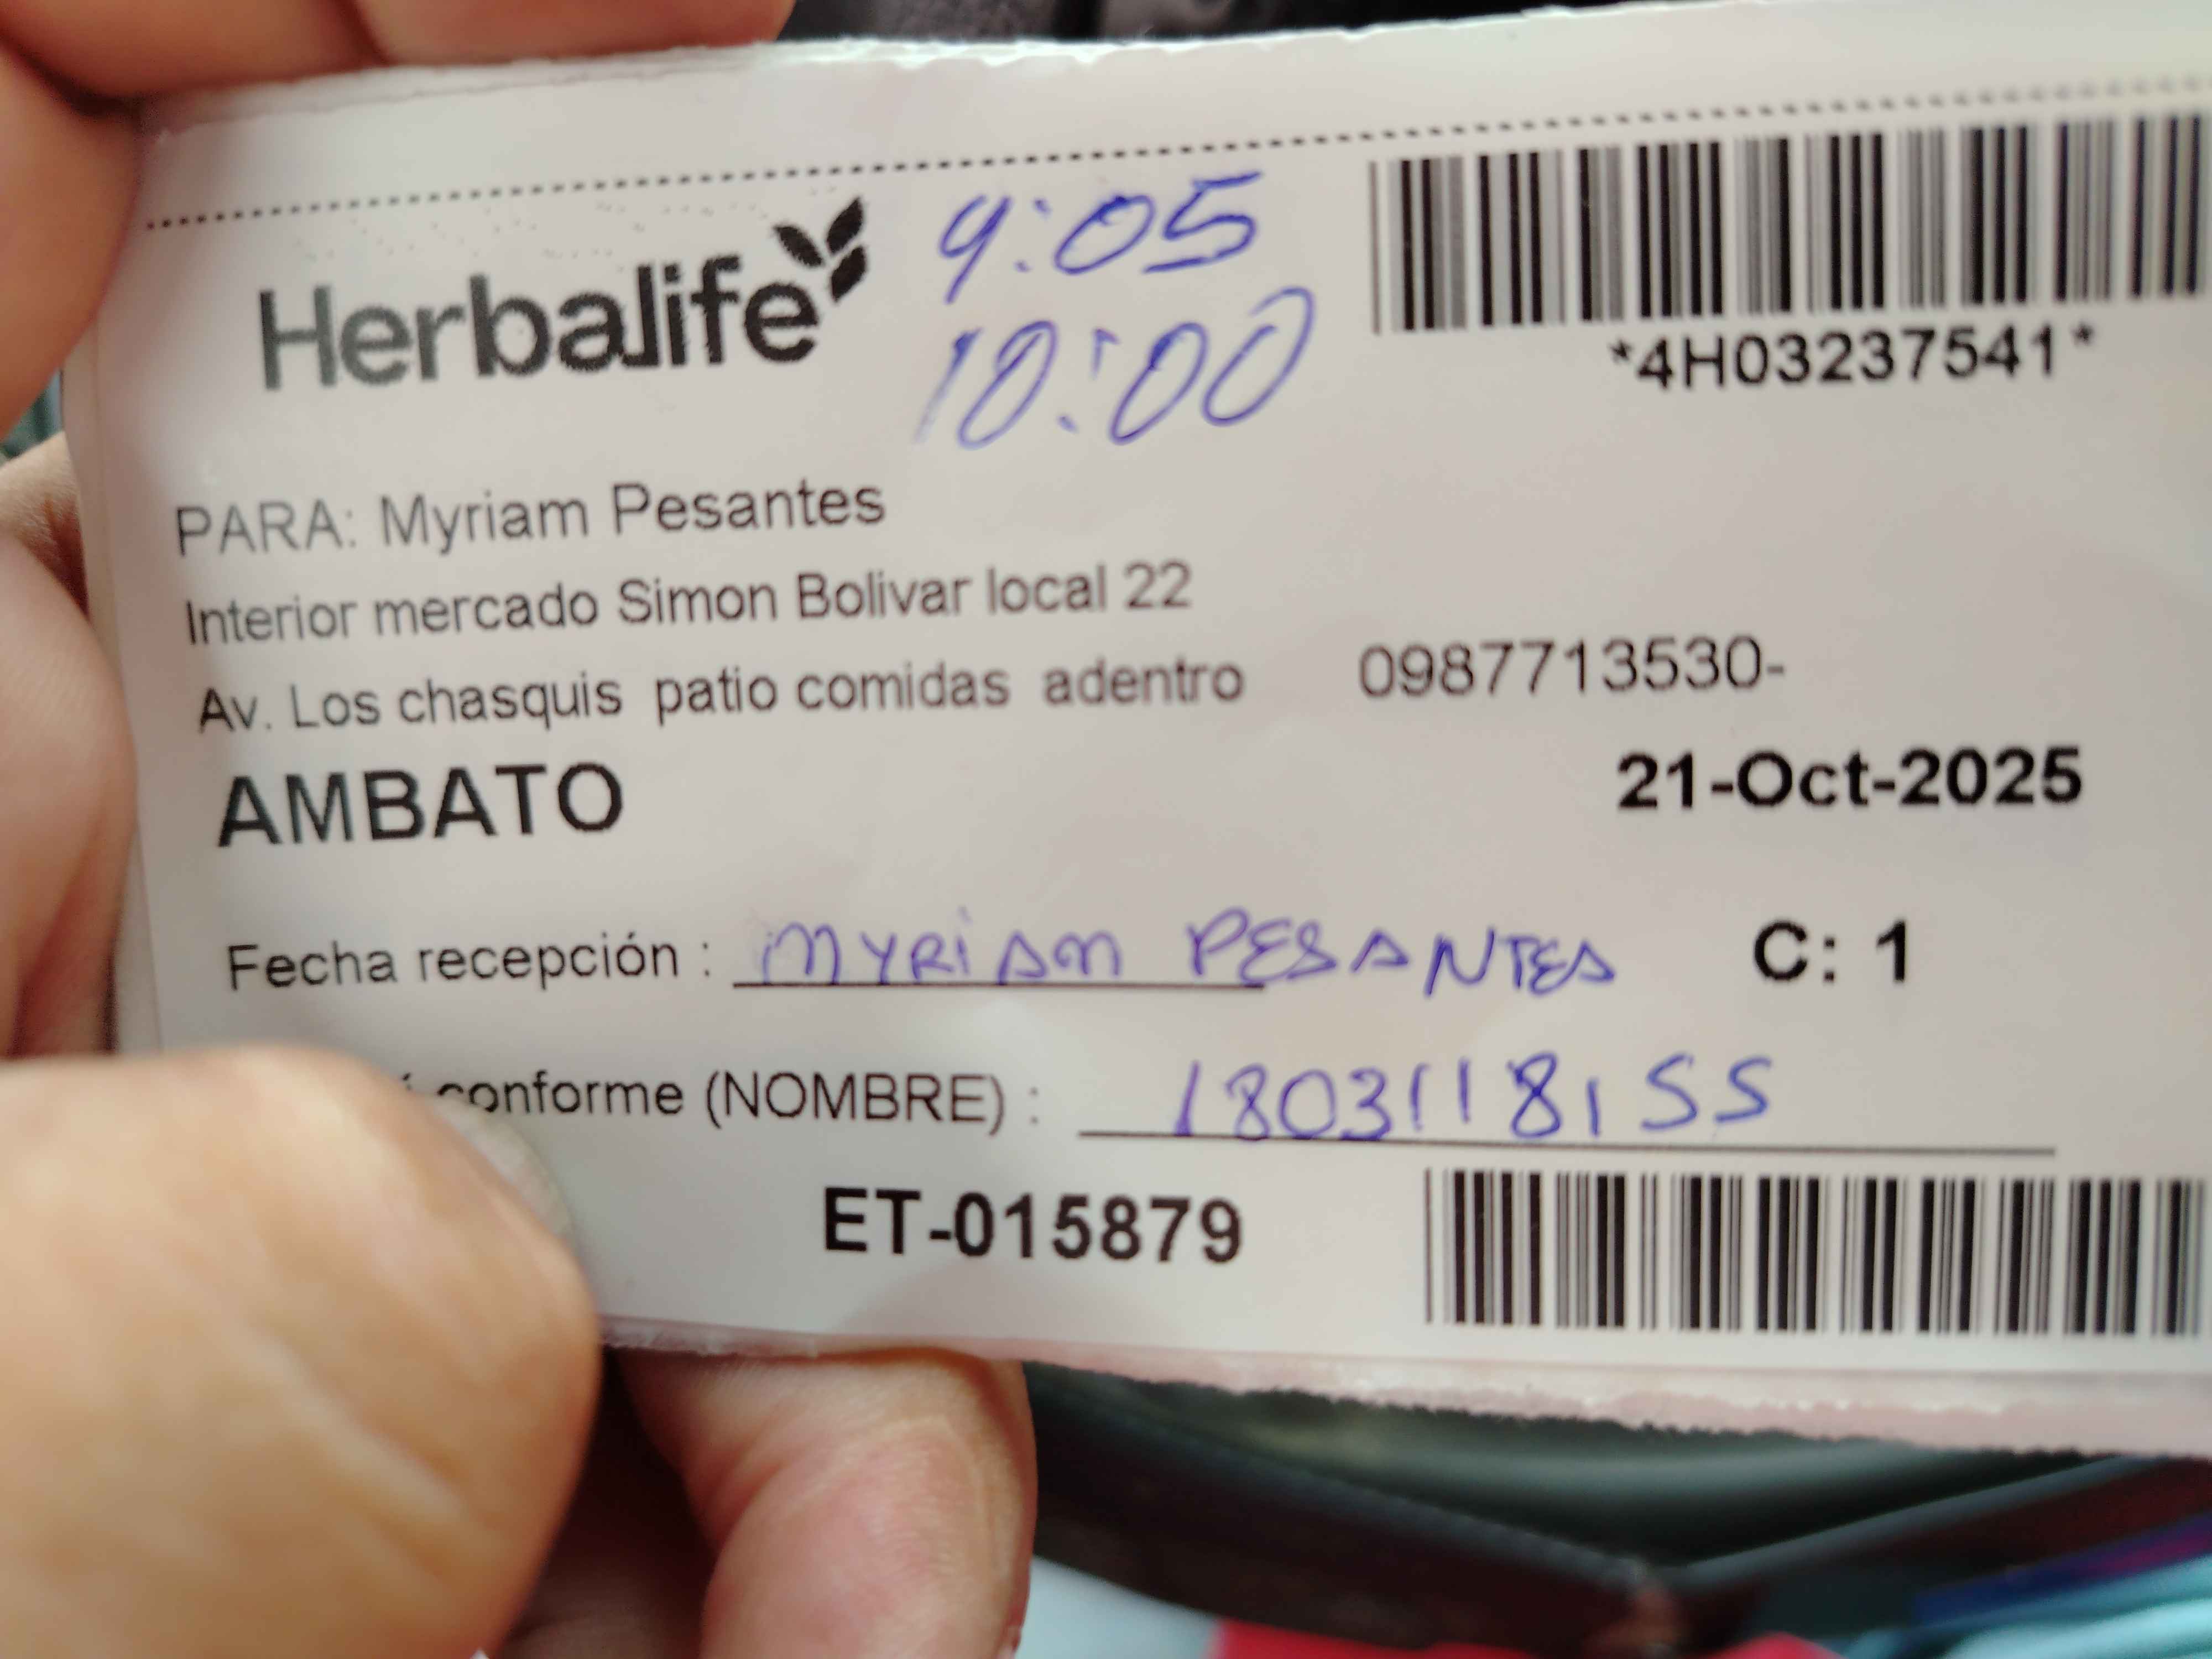 Herbalife
9:05
10:00
*4H03237541*
PARA: Myriam Pesantes
Interior mercado Simon Bolivar local 22
Av. Los chasquis patio comidas adentro 0987713530-
AMBATO 21-Oct-2025
Fecha recepción : MYRiAM PESANTES C: 1
conforme (NOMBRE) : 1803118155
ET-015879